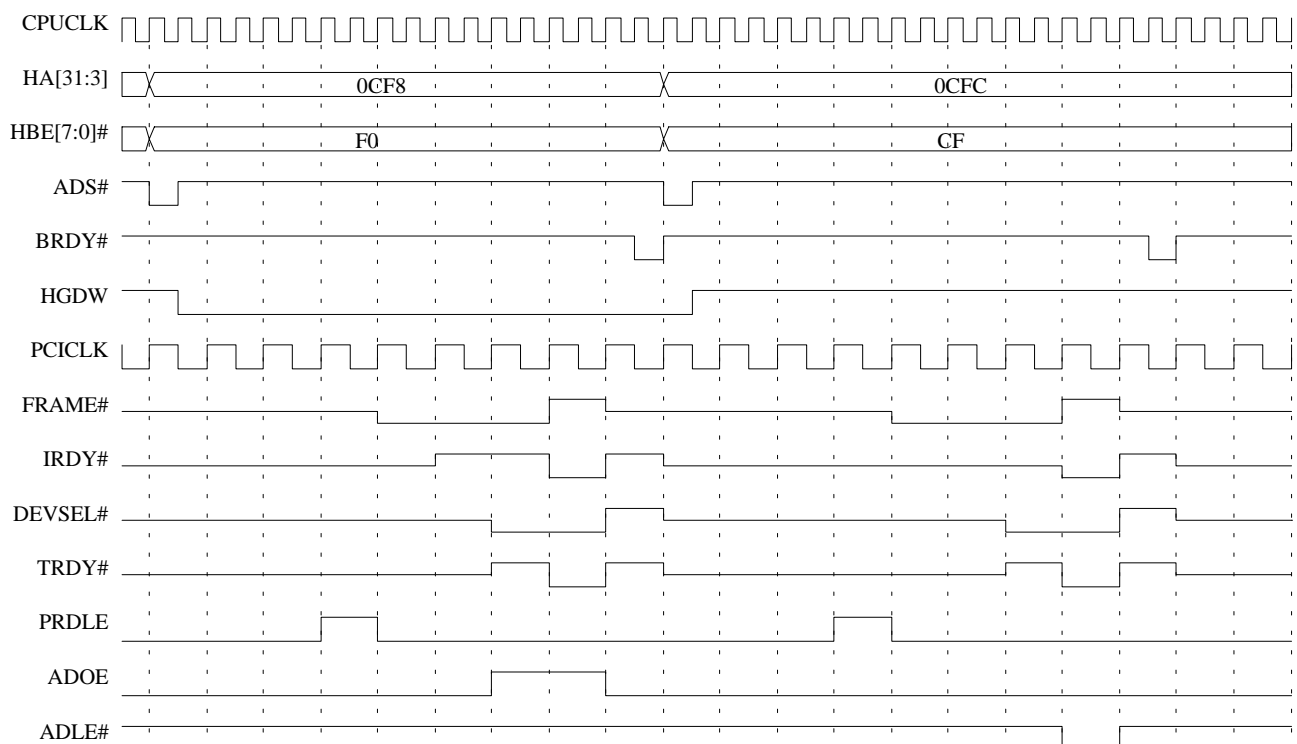 CPUCLK
HA[31:3] 0CF8 0CFC
HBE[7:0]# F0 CF
ADS#
BRDY#
HGDW
PCICLK
FRAME#
IRDY#
DEVSEL#
TRDY#
PRDLE
ADOE
ADLE#